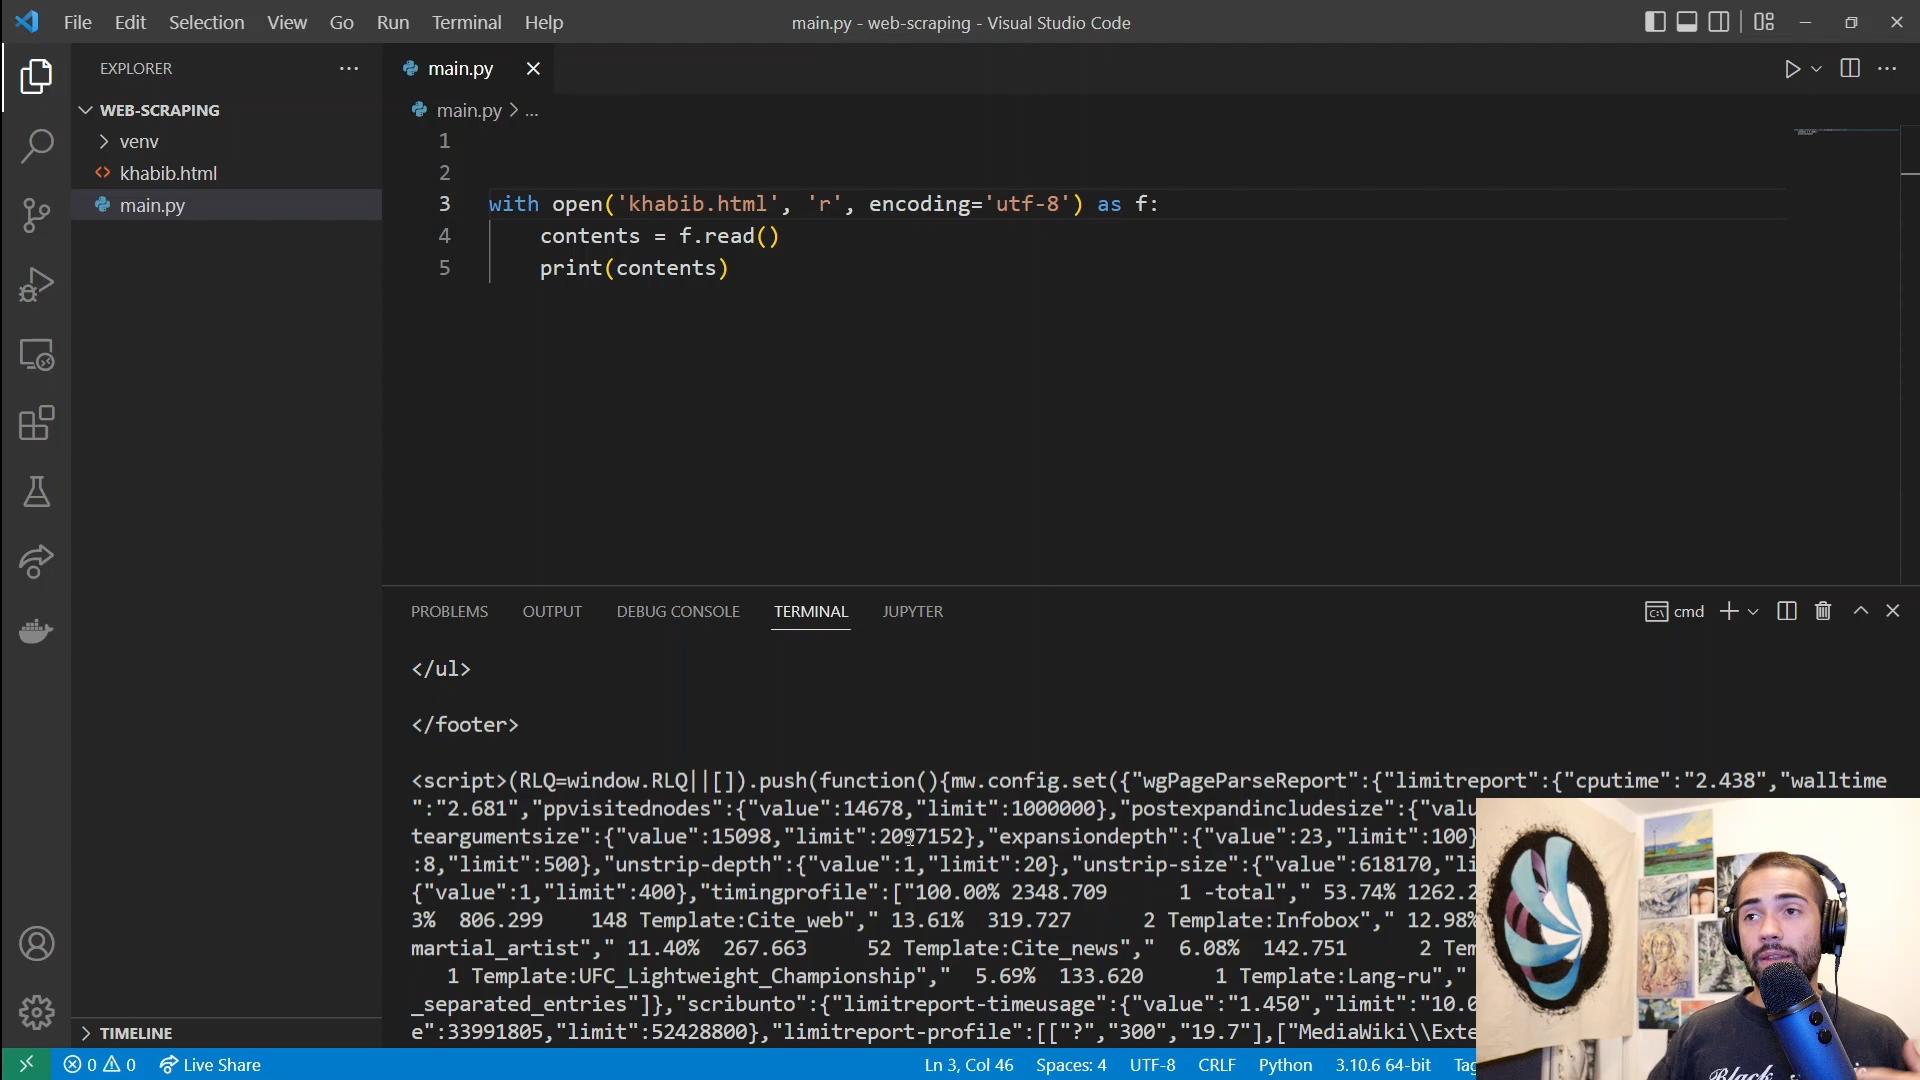 File Edit Selection View Go Run Terminal Help
main.py - web-scraping - Visual Studio Code
EXPLORER
WEB-SCRAPING
venv
khabib.html
main.py
TIMELINE
main.py
main.py > ...
1
2
3 with open('khabib.html', 'r', encoding='utf-8') as f:
4 contents = f.read()
5 print(contents)
PROBLEMS OUTPUT DEBUG CONSOLE TERMINAL JUPYTER
cmd
</ul>
</footer>
<script>(RLQ=window.RLQ||[]).push(function(){mw.config.set({"wgPageParseReport":{"limitreport":{"cputime":"2.438","walltime
":"2.681","ppvisitednodes":{"value":14678,"limit":1000000},"postexpandincludesize":{"valu
teargumentsize":{"value":15098,"limit":2097152},"expansiondepth":{"value":23,"limit":100}
:8,"limit":500},"unstrip-depth":{"value":1,"limit":20},"unstrip-size":{"value":618170,"li
{"value":1,"limit":400},"timingprofile":["100.00% 2348.709 1 -total"," 53.74% 1262.2
3% 806.299 148 Template:Cite_web"," 13.61% 319.727 2 Template:Infobox"," 12.98%
martial_artist"," 11.40% 267.663 52 Template:Cite_news"," 6.08% 142.751 2 Tem
1 Template:UFC_Lightweight_Championship"," 5.69% 133.620 1 Template:Lang-ru","
_separated_entries"]},"scribunto":{"limitreport-timeusage":{"value":"1.450","limit":"10.0
e":33991805,"limit":52428800},"limitreport-profile":[["?","300","19.7"],["MediaWiki\\Exte
Black
0 0 Live Share
Ln 3, Col 46 Spaces: 4 UTF-8 CRLF Python 3.10.6 64-bit Tag